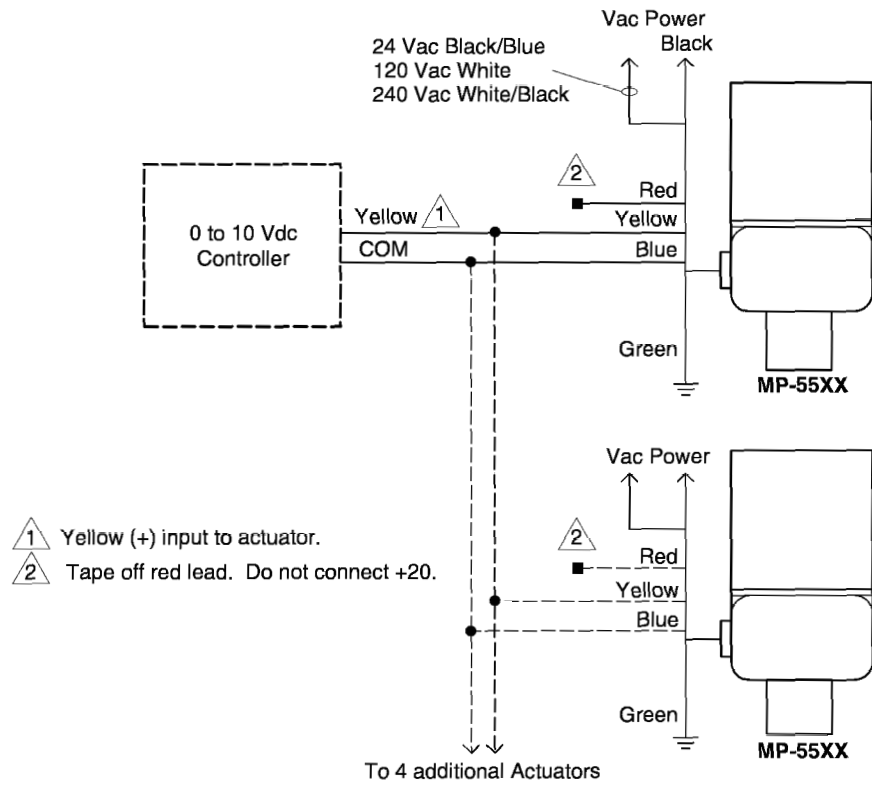 Vac Power
24 Vac Black/Blue
Black
120 Vac White
240 Vac White/Black
2
Red
Yellow 1
Yellow
0 to 10 Vdc
Controller
COM
Blue
Green
MP-55XX
Vac Power
1 Yellow (+) input to actuator.
2 Tape off red lead. Do not connect +20.
2
Red
Yellow
Blue
Green
MP-55XX
To 4 additional Actuators